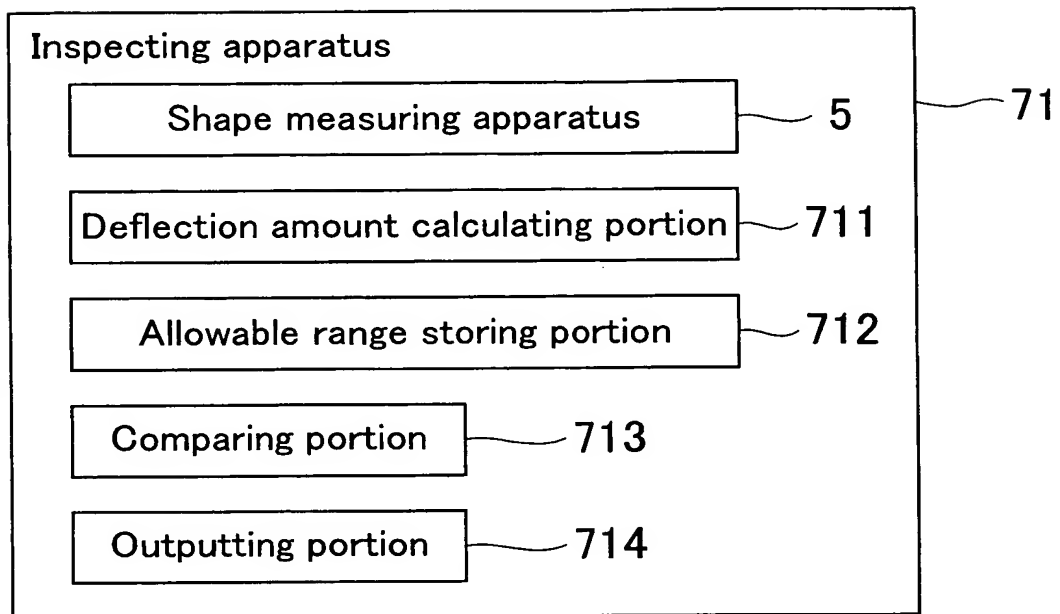 Inspecting apparatus
71
Shape measuring apparatus 5
Deflection amount calculating portion 711
Allowable range storing portion 712
Comparing portion 713
Outputting portion 714